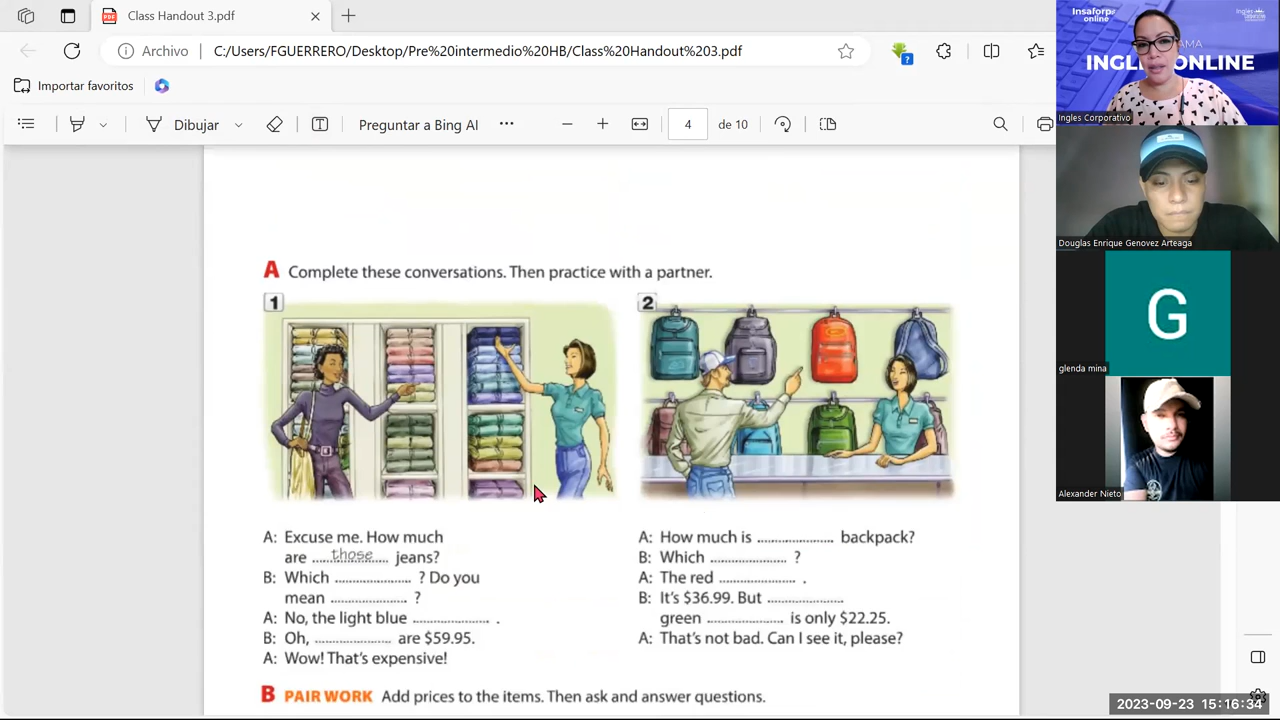 Class Handout 3.pdf
Archivo
C:/Users/FGUERRERO/Desktop/Pre%20intermedio%20HB/Class%20Handout%203.pdf
Importar favoritos
Dibujar
Preguntar a Bing AI
4
de 10
A Complete these conversations. Then practice with a partner.
1
2
A: Excuse me. How much
are ...those... jeans?
B: Which .................... ? Do you
mean .................... ?
A: No, the light blue .................... .
B: Oh, .................... are $59.95.
A: Wow! That's expensive!
A: How much is .................... backpack?
B: Which .................... ?
A: The red .................... .
B: It's $36.99. But ....................
green .................... is only $22.25.
A: That's not bad. Can I see it, please?
B PAIR WORK Add prices to the items. Then ask and answer questions.
Insaforp
online
INGL ONLINE
Ingles Corporativo
Douglas Enrique Genovez Arteaga
G
glenda mina
Alexander Nieto
2023-09-23 15:16:34